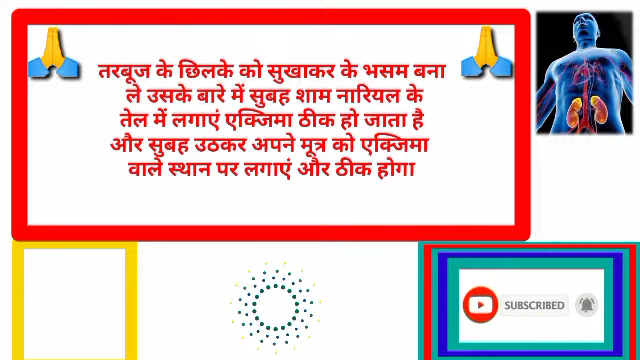 तरबूज के छिलके को सुखाकर के भसम बना
ले उसके बारे में सुबह शाम नारियल के
तेल में लगाएं एक्जिमा ठीक हो जाता है
और सुबह उठकर अपने मूत्र को एक्जिमा
वाले स्थान पर लगाएं और ठीक होगा
SUBSCRIBED